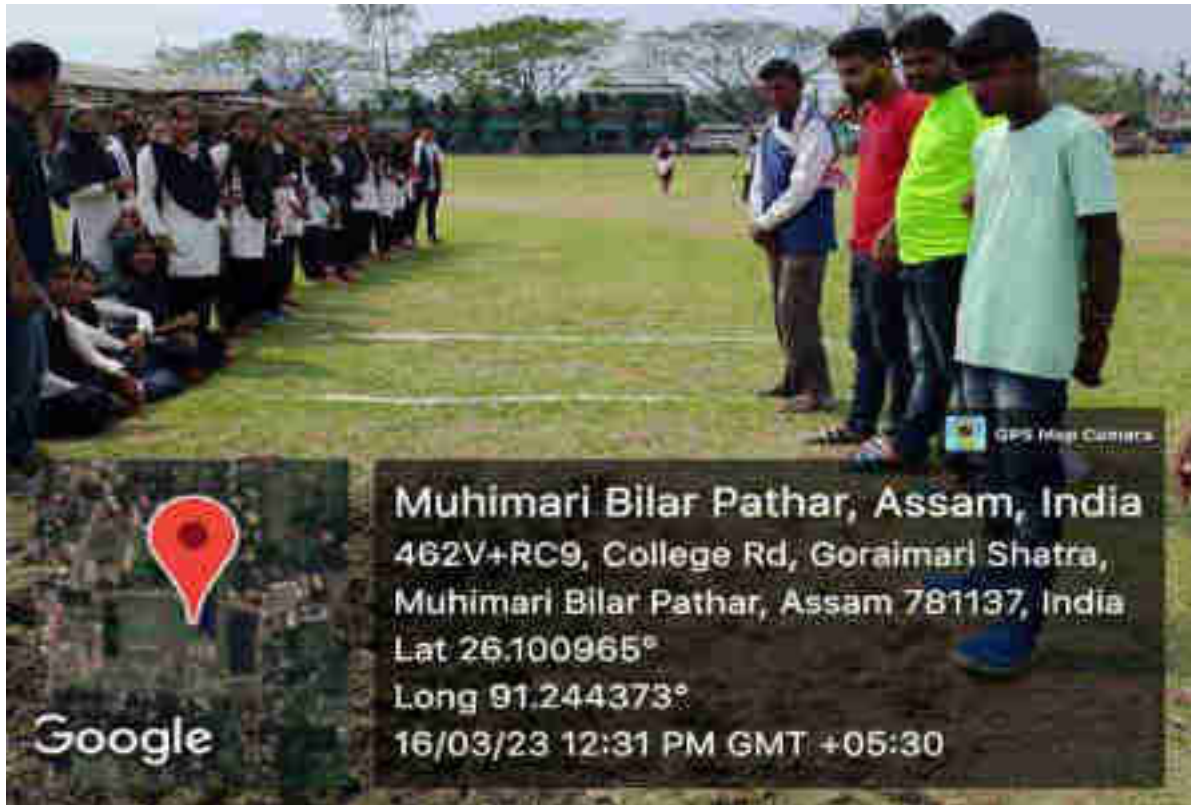 GPS Map Camera
Muhimari Bilar Pathar, Assam, India
462V+RC9, College Rd, Goraimari Shatra,
Muhimari Bilar Pathar, Assam 781137, India
Lat 26.100965°
Long 91.244373°
16/03/23 12:31 PM GMT +05:30
Google